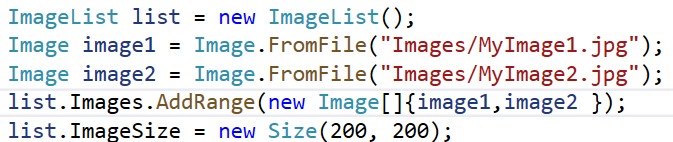 ImageList list = new ImageList();
Image image1 = Image.FromFile("Images/MyImage1.jpg");
Image image2 = Image.FromFile("Images/MyImage2.jpg");
list.Images.AddRange(new Image[]{image1,image2 });
list.ImageSize = new Size(200, 200);